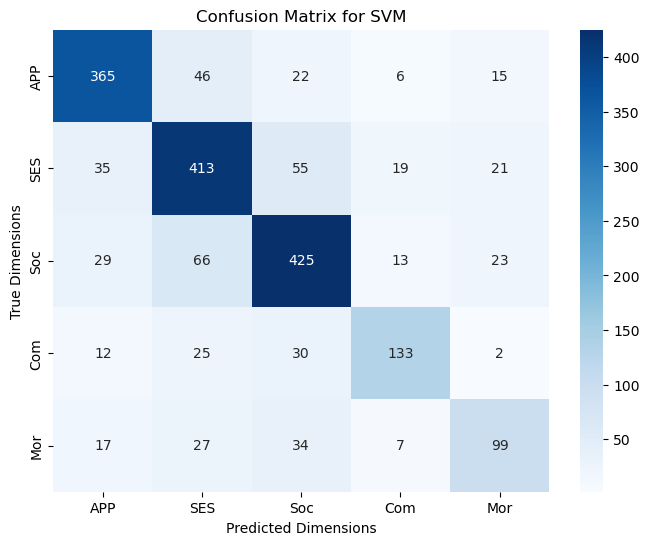 Confusion Matrix for SVM
APP 365 46 22 6 15
SES 35 413 55 19 21
Soc 29 66 425 13 23
Com 12 25 30 133 2
Mor 17 27 34 7 99
APP SES Soc Com Mor
Predicted Dimensions
True Dimensions
400
350
300
250
200
150
100
50